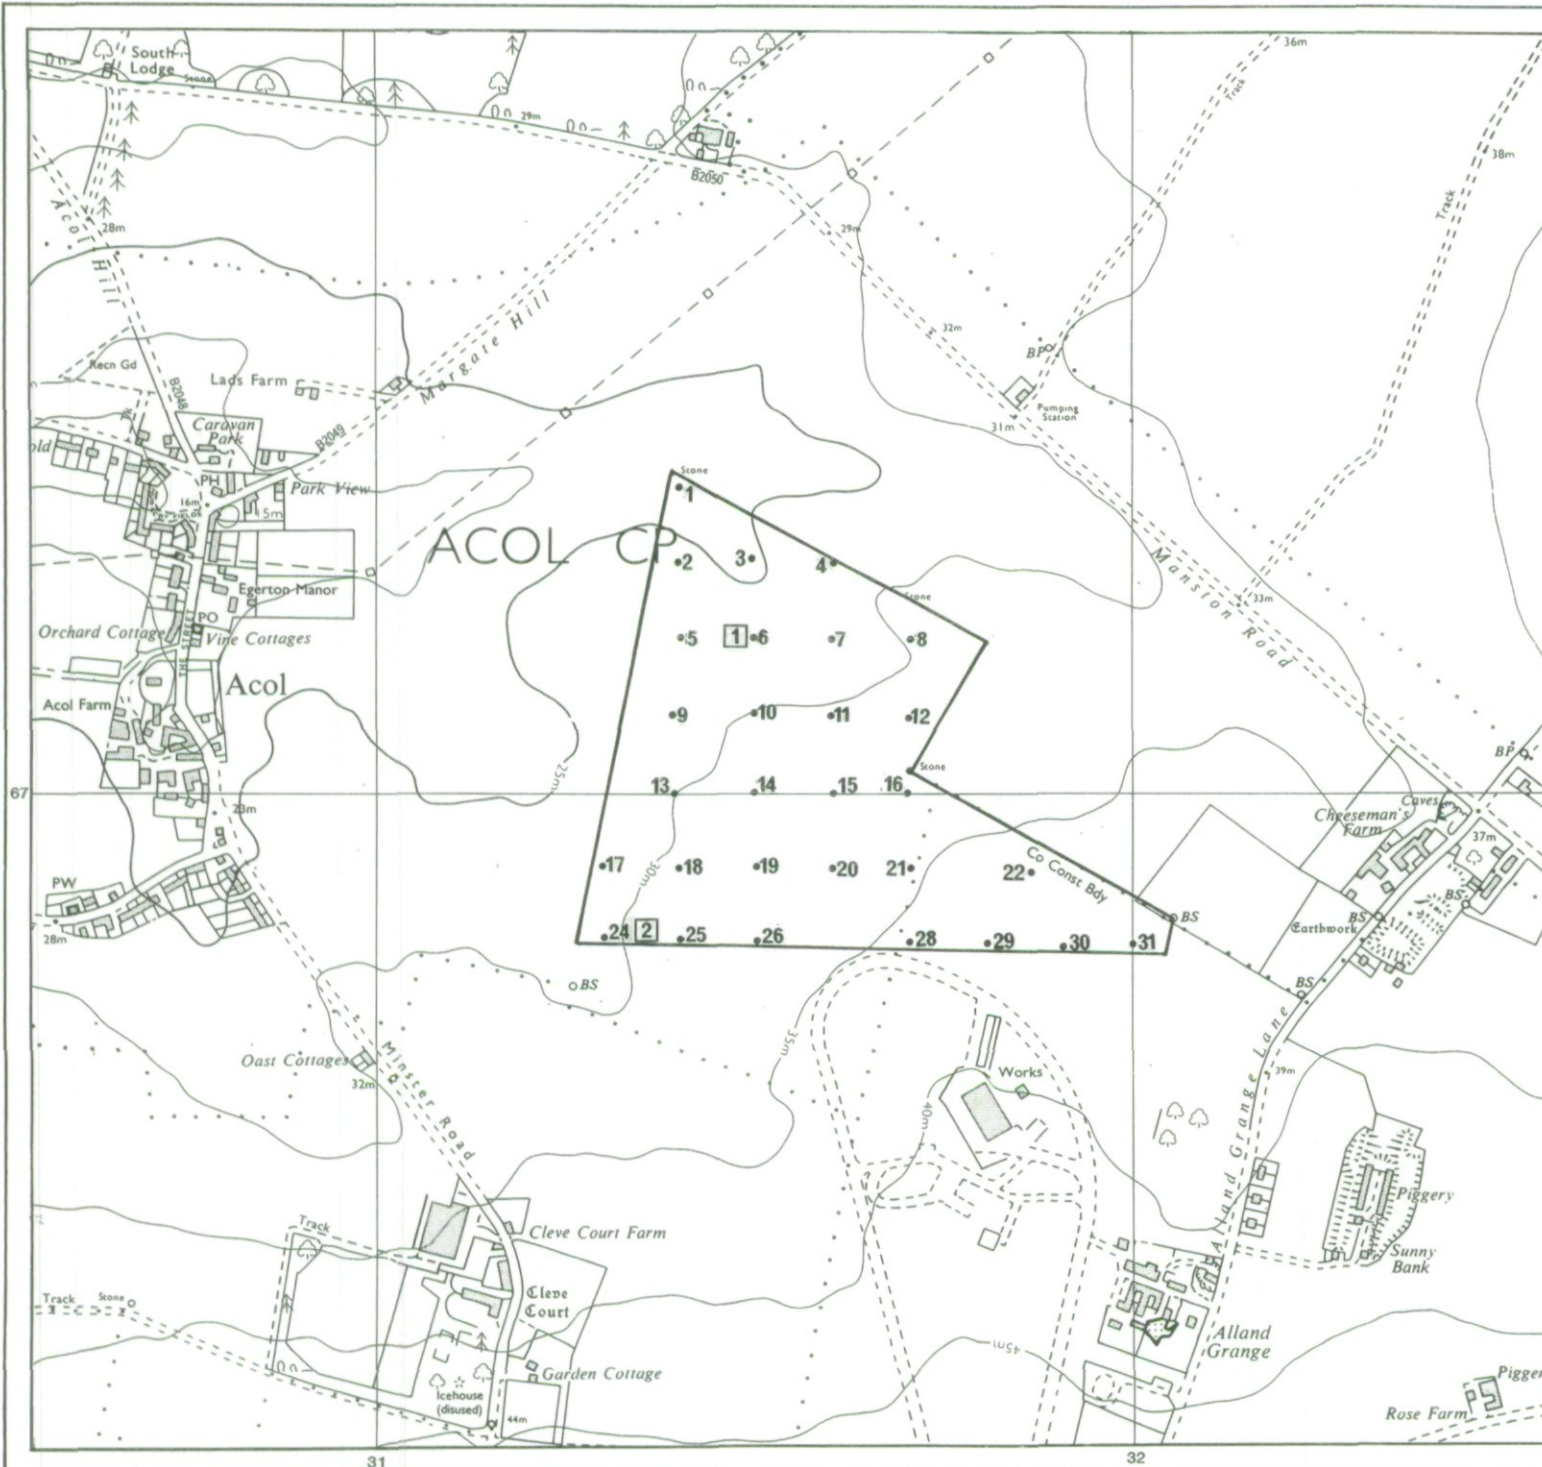 36m
South
Lodge
Stone
Track
29m
38m
B2050
Track
Acol Hill
28m
29m
Margate Hill
32m
BP
Recn Gd
Lads Farm
B2048
Pumping
Station
31m
Caravan
Park
B2049
old
PH
Park View
Stone
1
16m
15m
ACOL CP
2
3
4
Mansion Road
Egerton Manor
Stone
33m
PO
Orchard Cottage
Vine Cottages
THE STREET
5
1
6
7
8
Acol
Acol Farm
9
10
11
12
BP
Stone
25m
67
13
14
15
16
23m
Caves
Cheeseman's
Farm
37m
Co Const Bdy
17
18
19
20
21
22
30m
PW
BS
BS
BS
Earthwork
28m
24
2
25
26
28
29
30
31
BS
BS
35m
Oast Cottages
Minster Road
32m
Works
39m
40m
Alland Grange Lane
Piggery
Track
Cleve Court Farm
Sunny
Bank
Track
Stone
Cleve
Court
Alland
Grange
45m
Garden Cottage
Icehouse
(disused)
44m
Pigger
Rose Farm
31
32